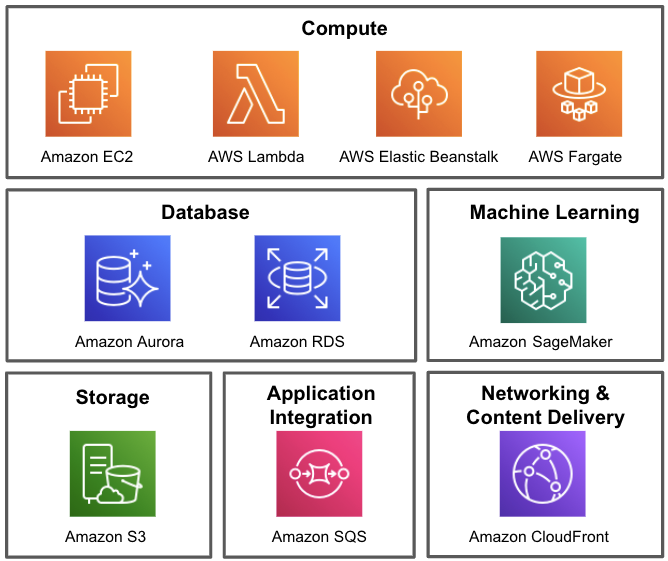 Compute
Amazon EC2
AWS Lambda
AWS Elastic Beanstalk
AWS Fargate
Database
Amazon Aurora
Amazon RDS
Machine Learning
Amazon SageMaker
Storage
Amazon S3
Application
Integration
Amazon SQS
Networking &
Content Delivery
Amazon CloudFront